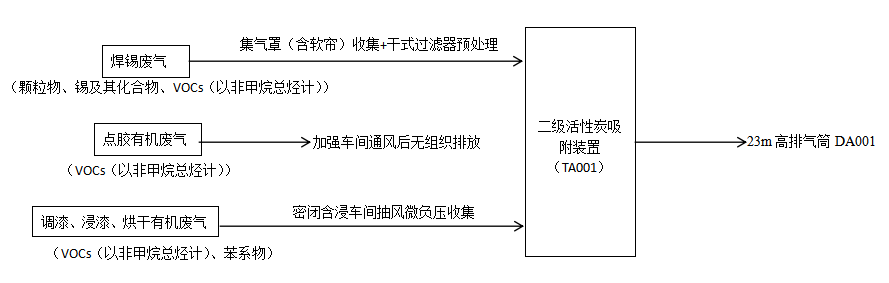 集气罩（含软帘）收集+干式过滤器预处理
焊锡废气
（颗粒物、锡及其化合物、VOCs（以非甲烷总烃计））
点胶有机废气
加强车间通风后无组织排放
（VOCs（以非甲烷总烃计））
二级活性炭吸
附装置
（TA001）
23m 高排气筒 DA001
调漆、浸漆、烘干有机废气
密闭含浸车间抽风微负压收集
（VOCs（以非甲烷总烃计）、苯系物）